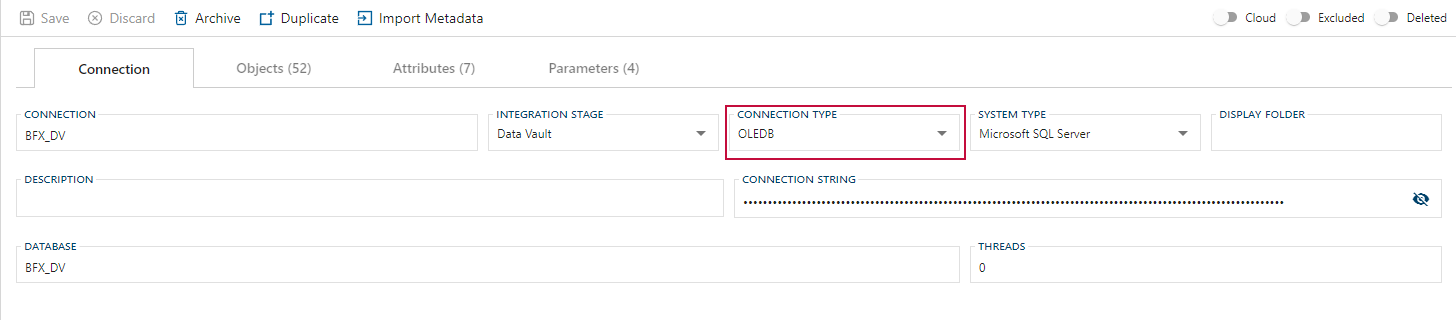 Save Discard Archive Duplicate Import Metadata Cloud Excluded Deleted
Connection Objects (52) Attributes (7) Parameters (4)
CONNECTION INTEGRATION STAGE CONNECTION TYPE SYSTEM TYPE DISPLAY FOLDER
BFX_DV Data Vault OLEDB Microsoft SQL Server
DESCRIPTION CONNECTION STRING
DATABASE THREADS
BFX_DV 0